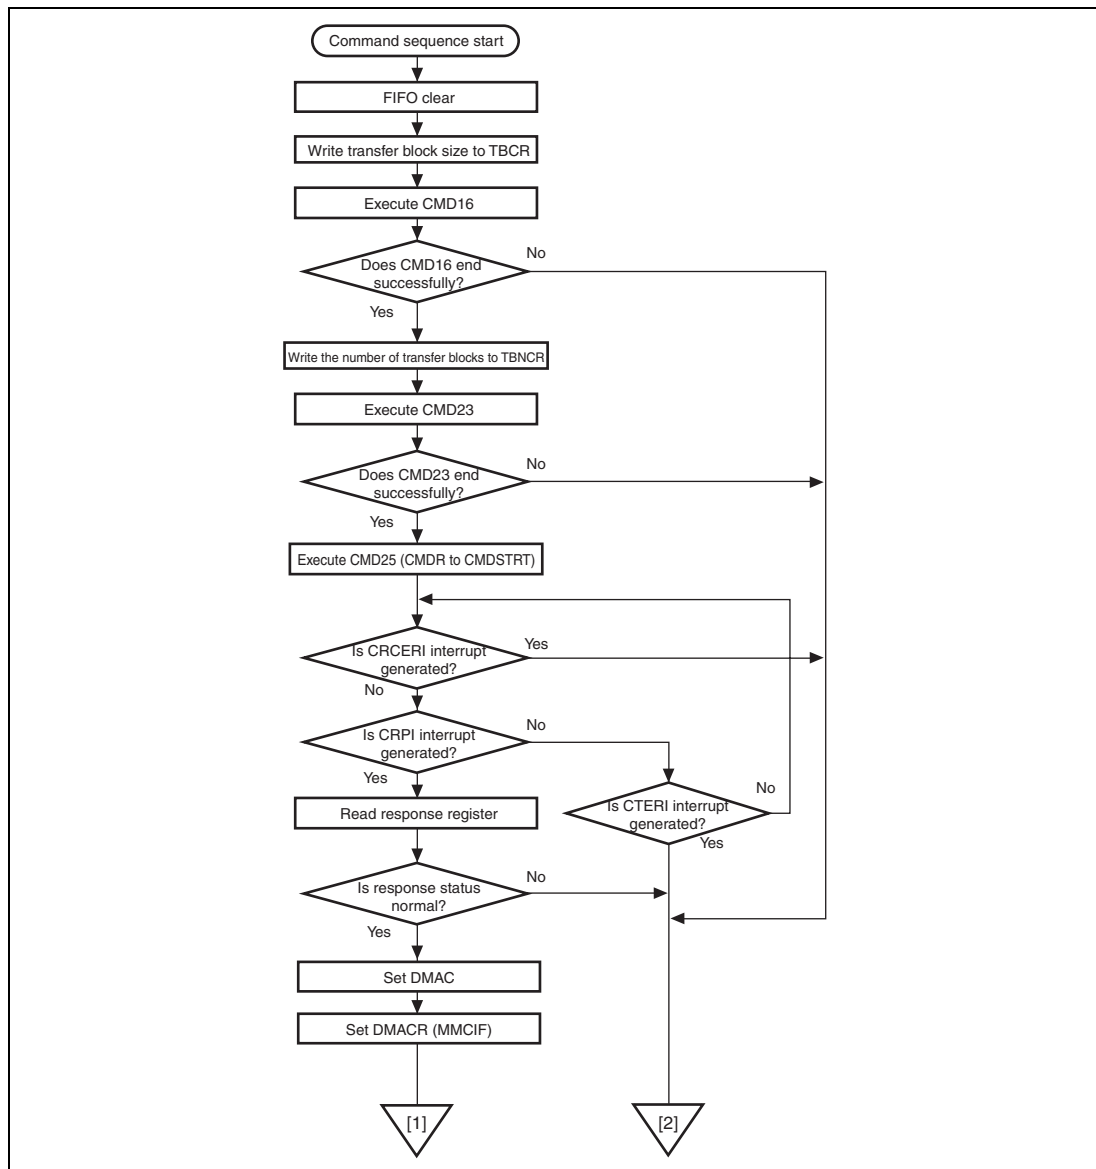 Command sequence start
FIFO clear
Write transfer block size to TBCR
Execute CMD16
Does CMD16 end
successfully?
No
Yes
Write the number of transfer blocks to TBNCR
Execute CMD23
Does CMD23 end
successfully?
No
Yes
Execute CMD25 (CMDR to CMDSTRT)
Is CRCERI interrupt
generated?
Yes
No
Is CRPI interrupt
generated?
No
Yes
Is CTERI interrupt
generated?
No
Yes
Read response register
Is response status
normal?
No
Yes
Set DMAC
Set DMACR (MMCIF)
[1]
[2]